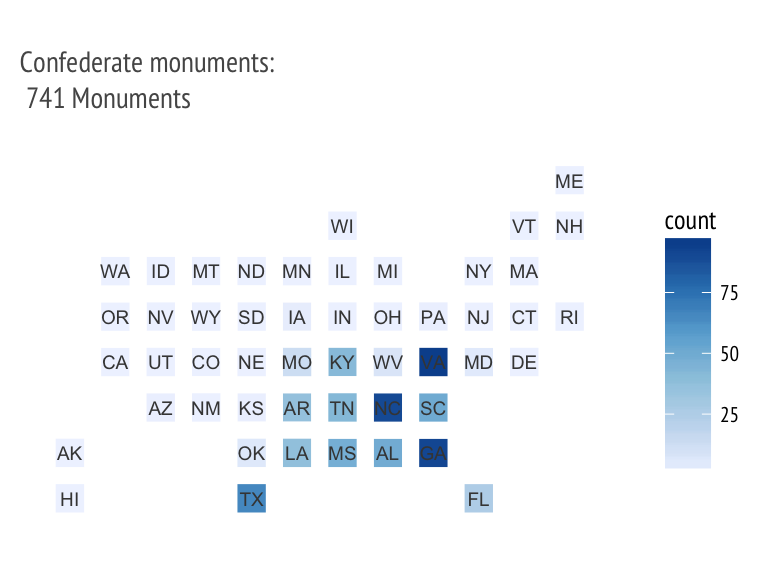 Confederate monuments:
741 Monuments
ME
WI VT NH
WA ID MT ND MN IL MI NY MA
OR NV WY SD IA IN OH PA NJ CT RI
CA UT CO NE MO KY WV VA MD DE
AZ NM KS AR TN NC SC
AK OK LA MS AL GA
HI TX FL
count
75
50
25